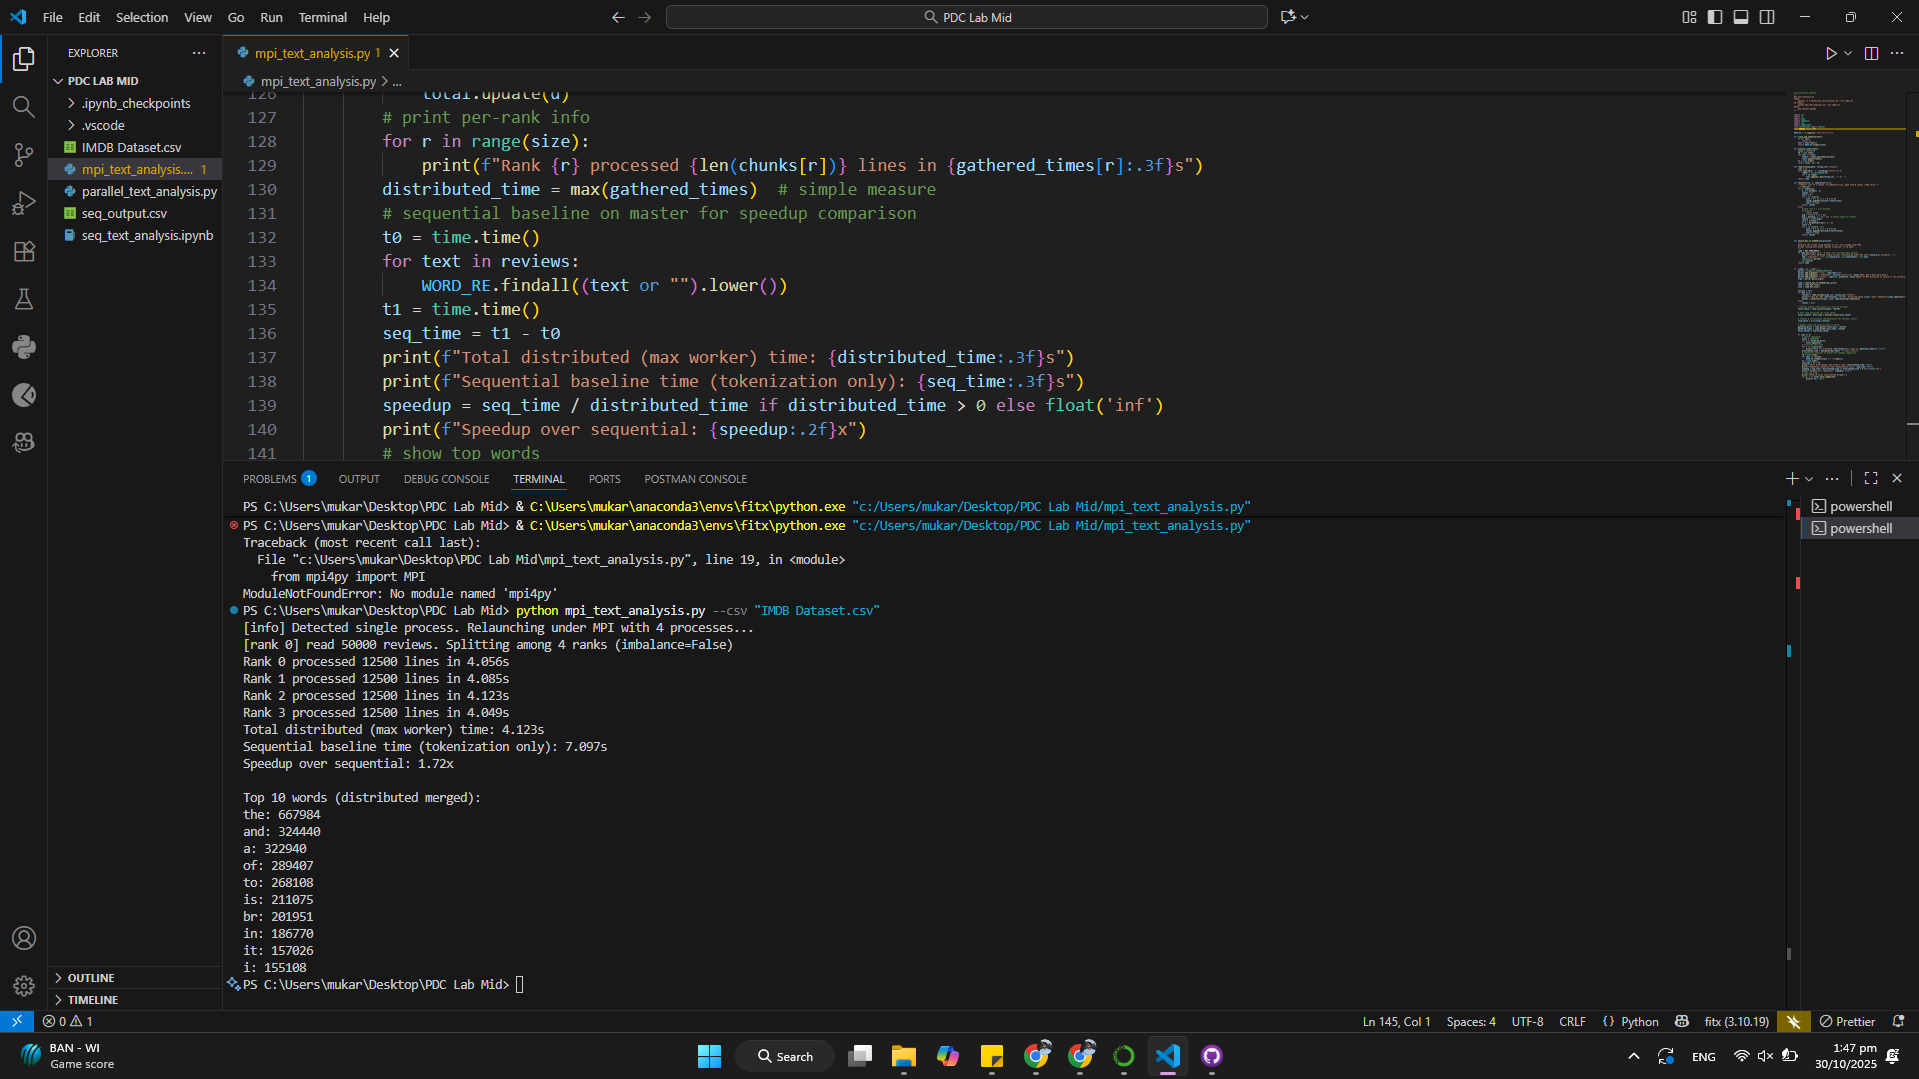 File Edit Selection View Go Run Terminal Help
PDC Lab Mid
EXPLORER
PDC LAB MID
.ipynb_checkpoints
.vscode
IMDB Dataset.csv
mpi_text_analysis.... 1
parallel_text_analysis.py
seq_output.csv
seq_text_analysis.ipynb
OUTLINE
TIMELINE
mpi_text_analysis.py 1
mpi_text_analysis.py > ...
126 total.update(d)
127 # print per-rank info
128 for r in range(size):
129 print(f"Rank {r} processed {len(chunks[r])} lines in {gathered_times[r]:.3f}s")
130 distributed_time = max(gathered_times)  # simple measure
131 # sequential baseline on master for speedup comparison
132 t0 = time.time()
133 for text in reviews:
134 WORD_RE.findall((text or "").lower())
135 t1 = time.time()
136 seq_time = t1 - t0
137 print(f"Total distributed (max worker) time: {distributed_time:.3f}s")
138 print(f"Sequential baseline time (tokenization only): {seq_time:.3f}s")
139 speedup = seq_time / distributed_time if distributed_time > 0 else float('inf')
140 print(f"Speedup over sequential: {speedup:.2f}x")
141 # show top words
PROBLEMS 1 OUTPUT DEBUG CONSOLE TERMINAL PORTS POSTMAN CONSOLE
PS C:\Users\mukar\Desktop\PDC Lab Mid> & C:\Users\mukar\anaconda3\envs\fitx\python.exe "c:/Users/mukar/Desktop/PDC Lab Mid/mpi_text_analysis.py"
PS C:\Users\mukar\Desktop\PDC Lab Mid> & C:\Users\mukar\anaconda3\envs\fitx\python.exe "c:/Users/mukar/Desktop/PDC Lab Mid/mpi_text_analysis.py"
Traceback (most recent call last):
File "c:\Users\mukar\Desktop\PDC Lab Mid\mpi_text_analysis.py", line 19, in <module>
from mpi4py import MPI
ModuleNotFoundError: No module named 'mpi4py'
PS C:\Users\mukar\Desktop\PDC Lab Mid> python mpi_text_analysis.py --csv "IMDB Dataset.csv"
[info] Detected single process. Relaunching under MPI with 4 processes...
[rank 0] read 50000 reviews. Splitting among 4 ranks (imbalance=False)
Rank 0 processed 12500 lines in 4.056s
Rank 1 processed 12500 lines in 4.085s
Rank 2 processed 12500 lines in 4.123s
Rank 3 processed 12500 lines in 4.049s
Total distributed (max worker) time: 4.123s
Sequential baseline time (tokenization only): 7.097s
Speedup over sequential: 1.72x
Top 10 words (distributed merged):
the: 667984
and: 324440
a: 322940
of: 289407
to: 268108
is: 211075
br: 201951
in: 186770
it: 157026
i: 155108
PS C:\Users\mukar\Desktop\PDC Lab Mid>
powershell
powershell
0 1
Ln 145, Col 1 Spaces: 4 UTF-8 CRLF {} Python fitx (3.10.19) Prettier
BAN - WI
Game score
Search
ENG
1:47 pm
30/10/2025